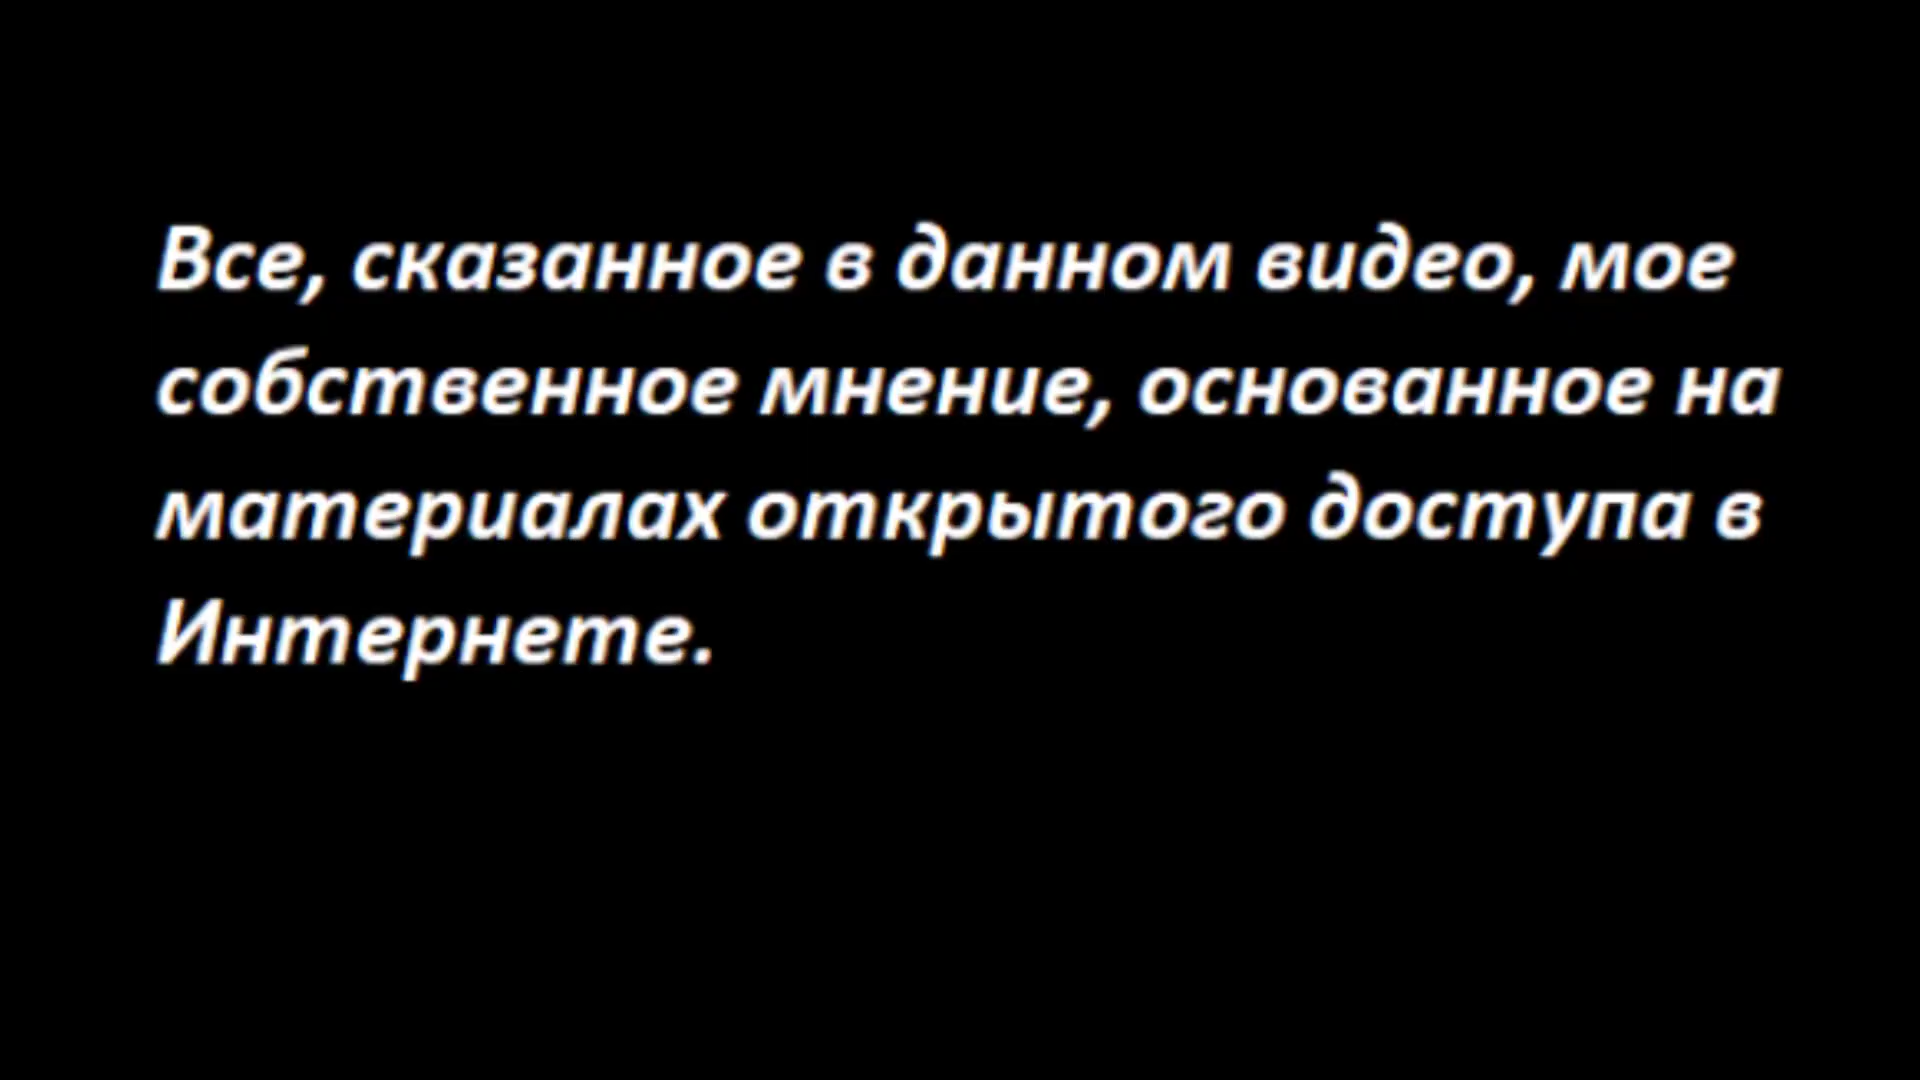 Все, сказанное в данном видео, мое
собственное мнение, основанное на
материалах открытого доступа в
Интернете.